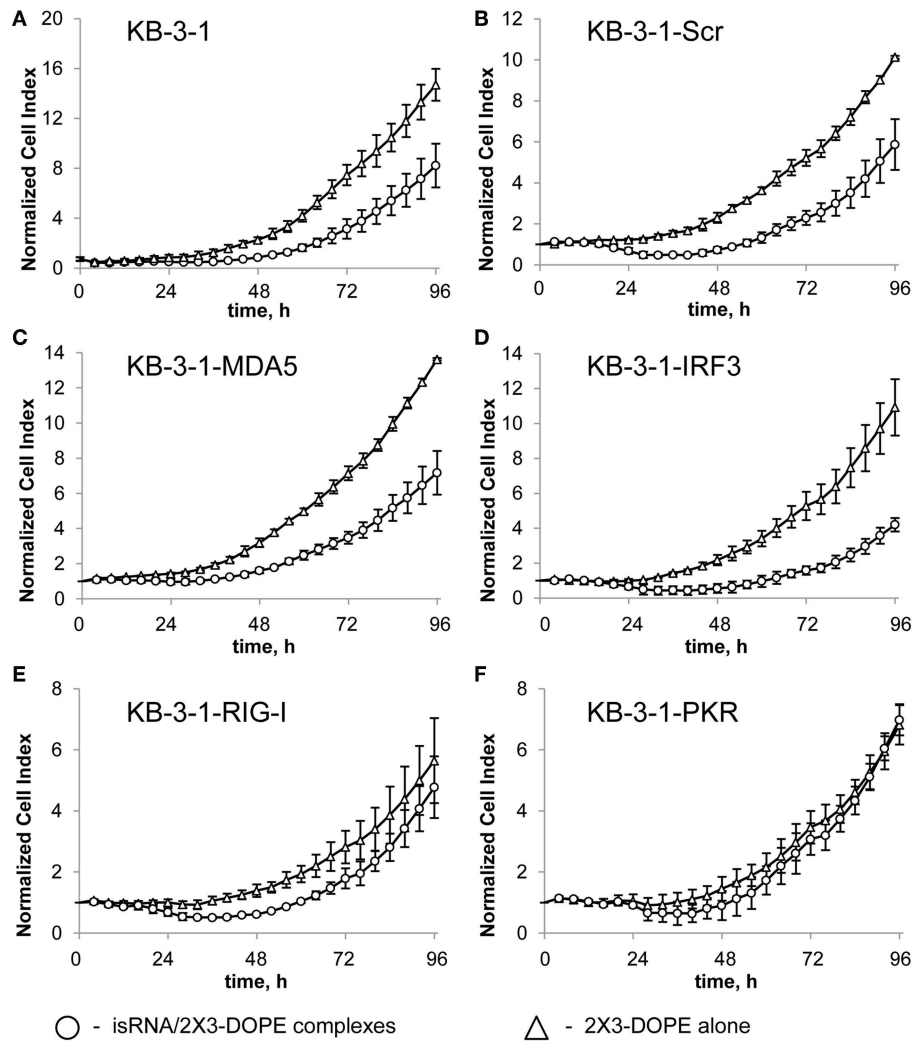 A
KB-3-1
Normalized Cell Index
20
16
12
8
4
0
0 24 48 72 96
time, h
B
KB-3-1-Scr
Normalized Cell Index
12
10
8
6
4
2
0
0 24 48 72 96
time, h
C
KB-3-1-MDA5
Normalized Cell Index
14
12
10
8
6
4
2
0
0 24 48 72 96
time, h
D
KB-3-1-IRF3
Normalized Cell Index
14
12
10
8
6
4
2
0
0 24 48 72 96
time, h
E
KB-3-1-RIG-I
Normalized Cell Index
8
6
4
2
0
0 24 48 72 96
time, h
F
KB-3-1-PKR
Normalized Cell Index
8
6
4
2
0
0 24 48 72 96
time, h
- isRNA/2X3-DOPE complexes
- 2X3-DOPE alone